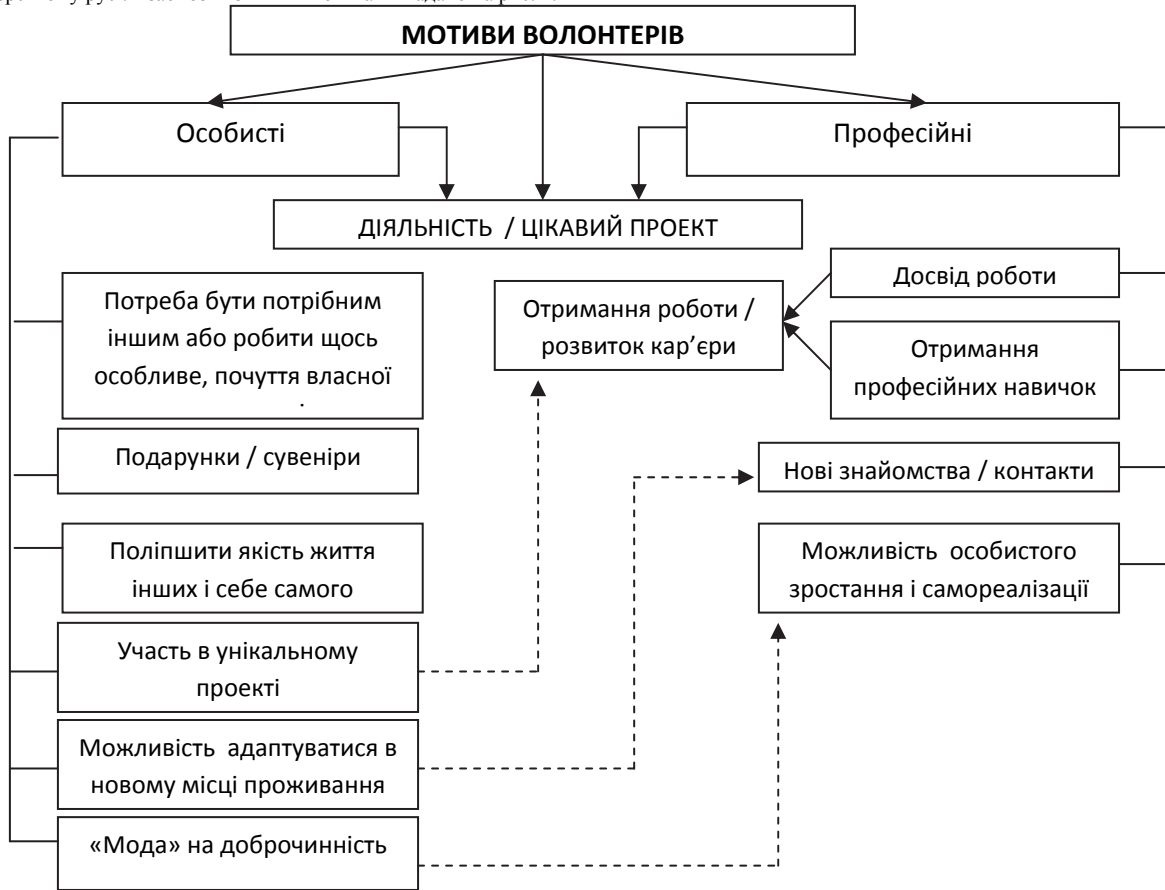 МОТИВИ ВОЛОНТЕРІВ
Особисті
Професійні
ДІЯЛЬНІСТЬ / ЦІКАВИЙ ПРОЕКТ
Потреба бути потрібним
іншим або робити щось
особливе, почуття власної
Подарунки / сувеніри
Поліпшити якість життя
інших і себе самого
Участь в унікальному
проекті
Можливість адаптуватися в
новому місці проживання
«Мода» на доброчинність
Отримання роботи /
розвиток кар’єри
Досвід роботи
Отримання
професійних навичок
Нові знайомства / контакти
Можливість особистого
зростання і самореалізації